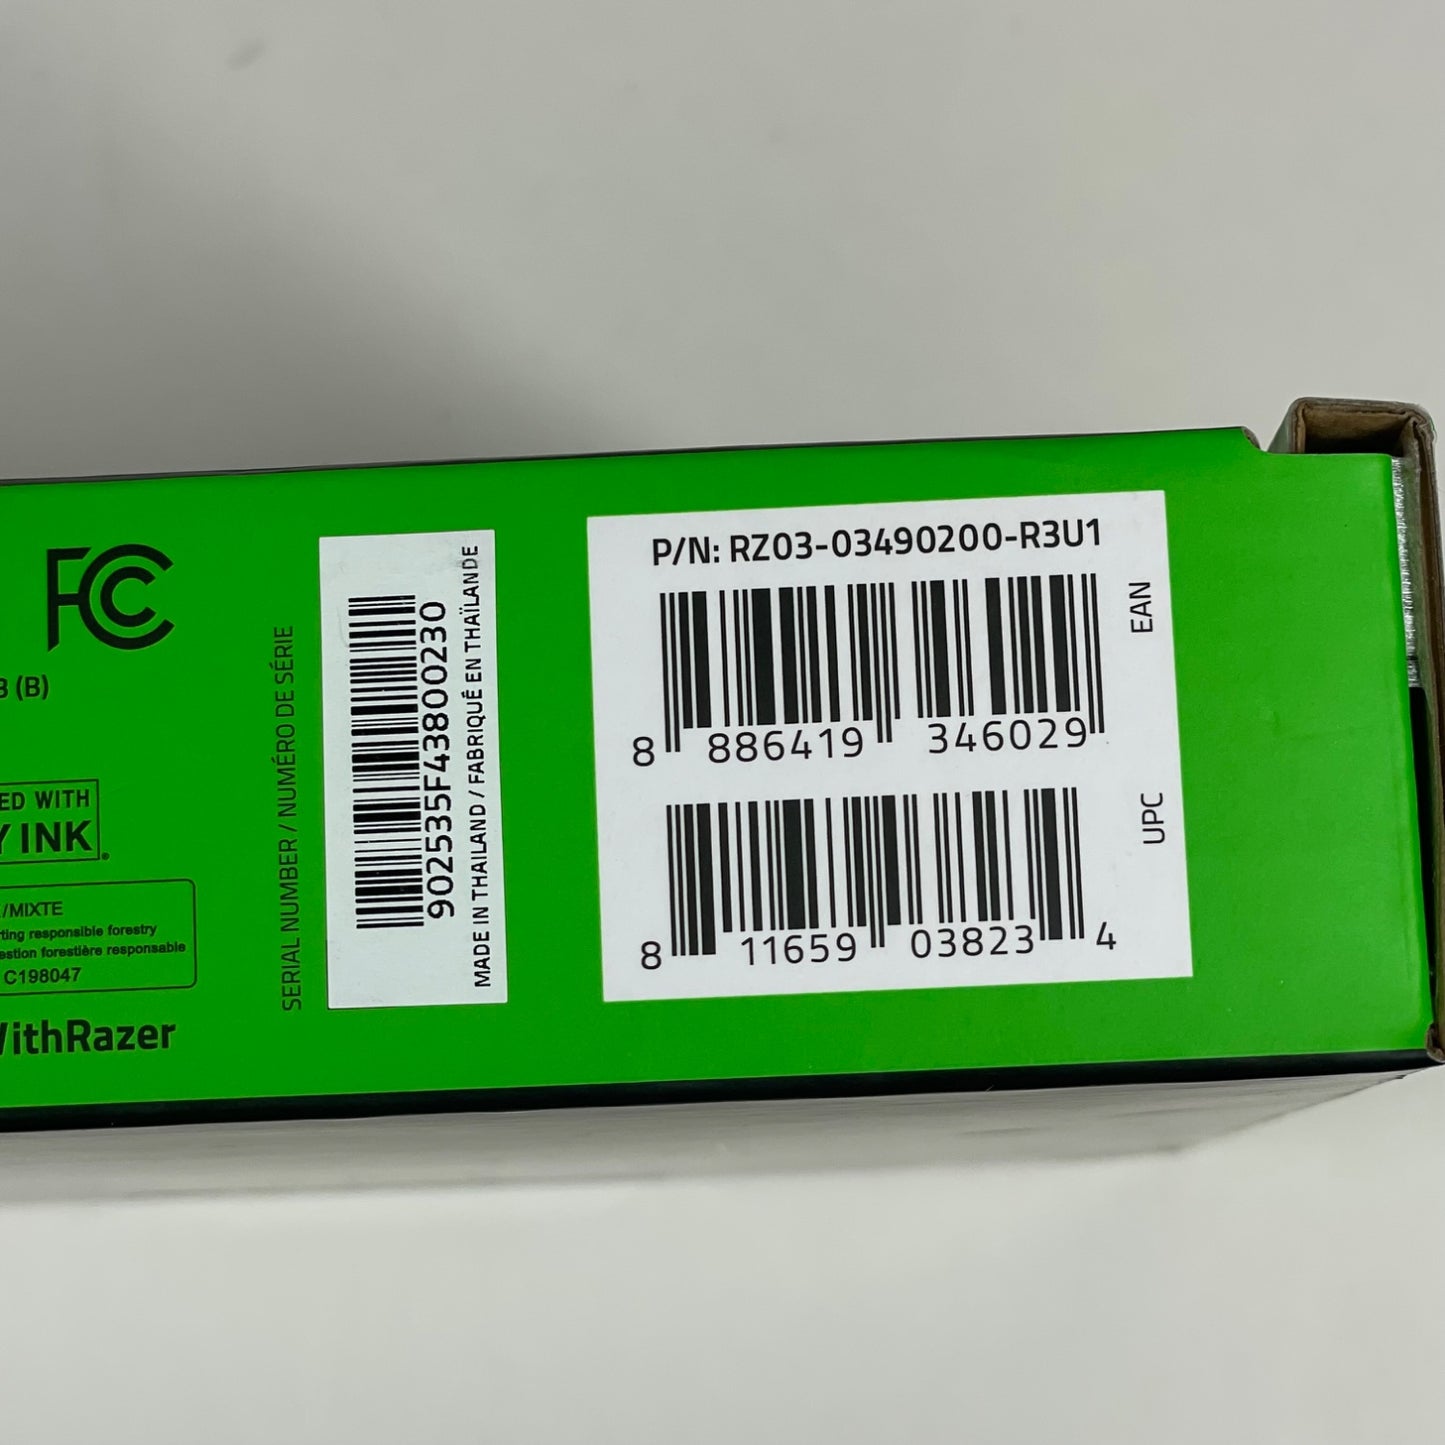 FC
3 (B)
ED WITH
Y INK
/MIXTE
rting responsible forestry
estion forestière responsable
C198047
WithRazer
SERIAL NUMBER / NUMÉRO DE SÉRIE
902535F43800230
MADE IN THAILAND / FABRIQUÉ EN THAÏLANDE
P/N: RZ03-03490200-R3U1
8 886419 346029
EAN
8 11659 03823 4
UPC